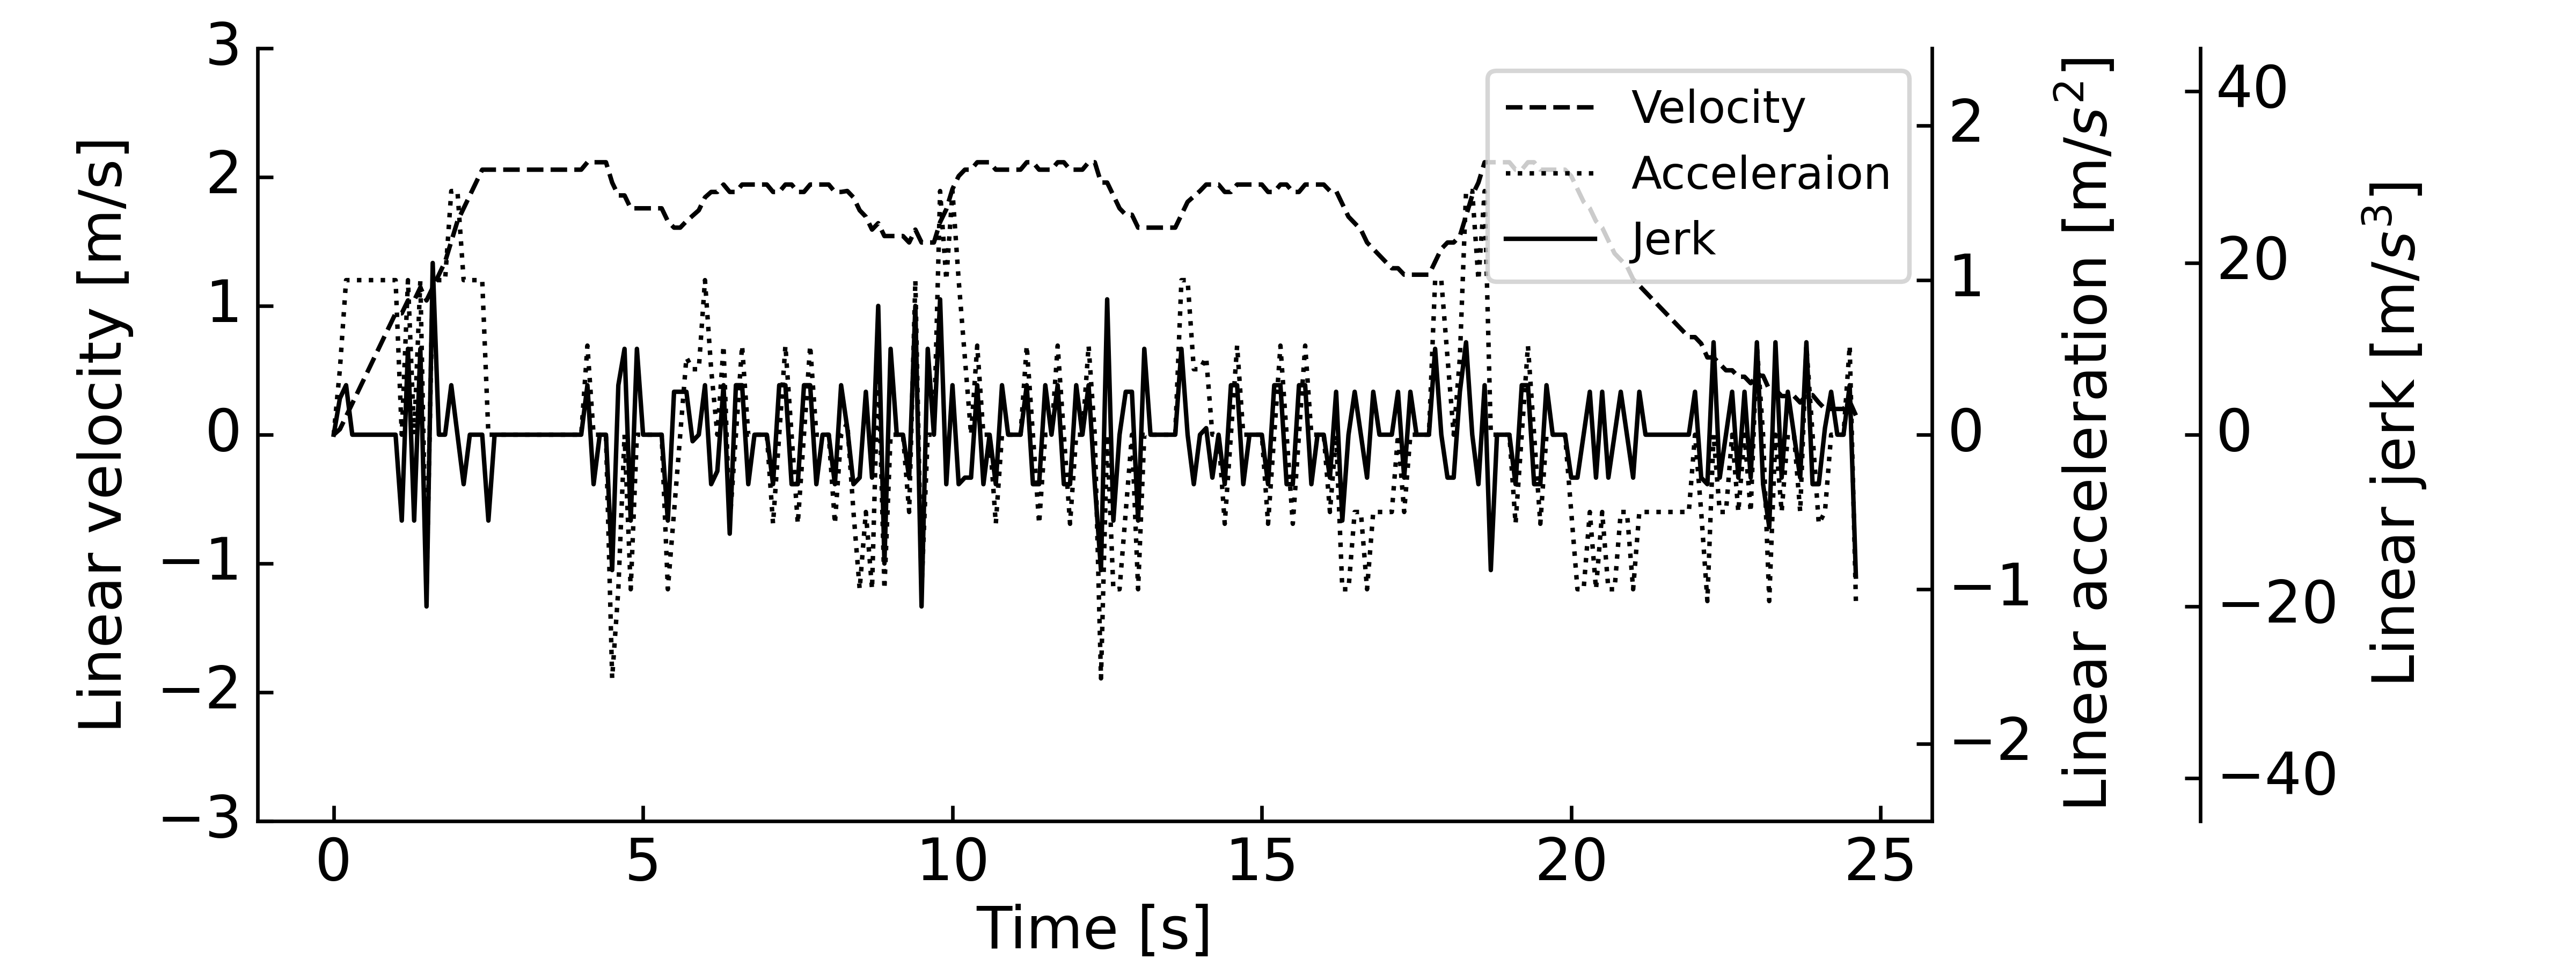 Linear velocity [m/s]
3
2
1
0
−1
−2
−3
0 5 10 15 20 25
Time [s]
Velocity
Acceleraion
Jerk
2
1
0
−1
−2
Linear acceleration [m/s²]
40
20
0
−20
−40
Linear jerk [m/s³]